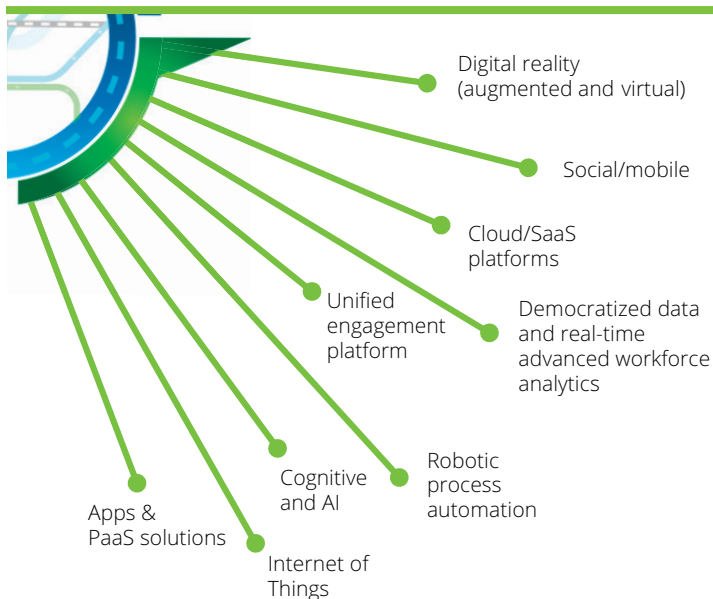 Digital reality
(augmented and virtual)
Social/mobile
Cloud/SaaS
platforms
Unified
engagement
platform
Democratized data
and real-time
advanced workforce
analytics
Cognitive
and AI
Robotic
process
automation
Apps &
PaaS solutions
Internet of
Things